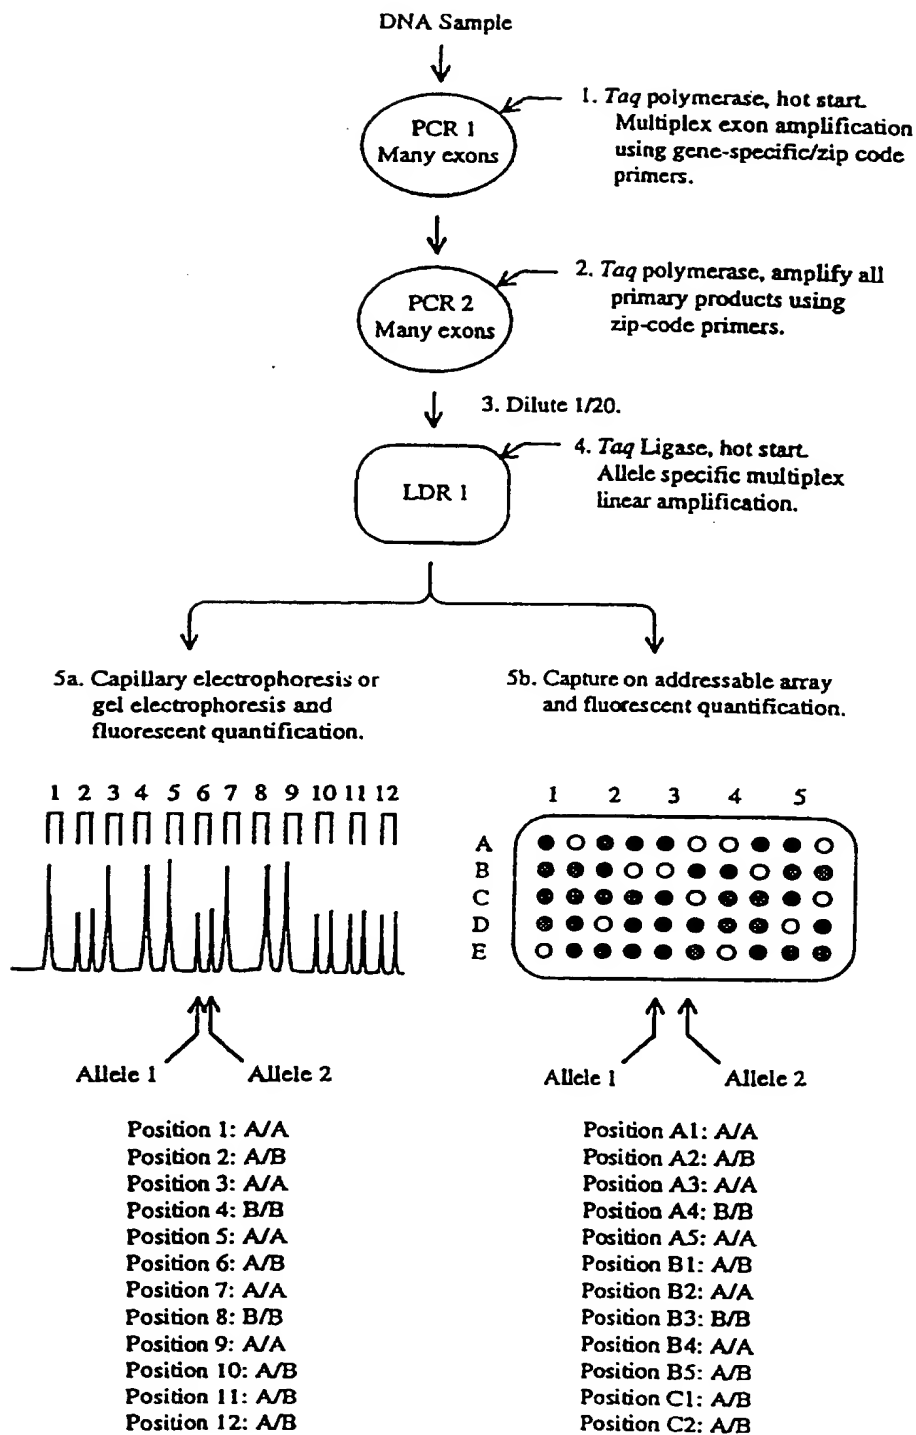 DNA Sample
PCR 1
Many exons
1. Taq polymerase, hot start.
Multiplex exon amplification
using gene-specific/zip code
primers.
PCR 2
Many exons
2. Taq polymerase, amplify all
primary products using
zip-code primers.
3. Dilute 1/20.
LDR 1
4. Taq Ligase, hot start.
Allele specific multiplex
linear amplification.
5a. Capillary electrophoresis or
gel electrophoresis and
fluorescent quantification.
5b. Capture on addressable array
and fluorescent quantification.
1 2 3 4 5 6 7 8 9 10 11 12
1 2 3 4 5
A
B
C
D
E
Allele 1 Allele 2
Allele 1 Allele 2
Position 1: A/A
Position 2: A/B
Position 3: A/A
Position 4: B/B
Position 5: A/A
Position 6: A/B
Position 7: A/A
Position 8: B/B
Position 9: A/A
Position 10: A/B
Position 11: A/B
Position 12: A/B
Position A1: A/A
Position A2: A/B
Position A3: A/A
Position A4: B/B
Position A5: A/A
Position B1: A/B
Position B2: A/A
Position B3: B/B
Position B4: A/A
Position B5: A/B
Position C1: A/B
Position C2: A/B